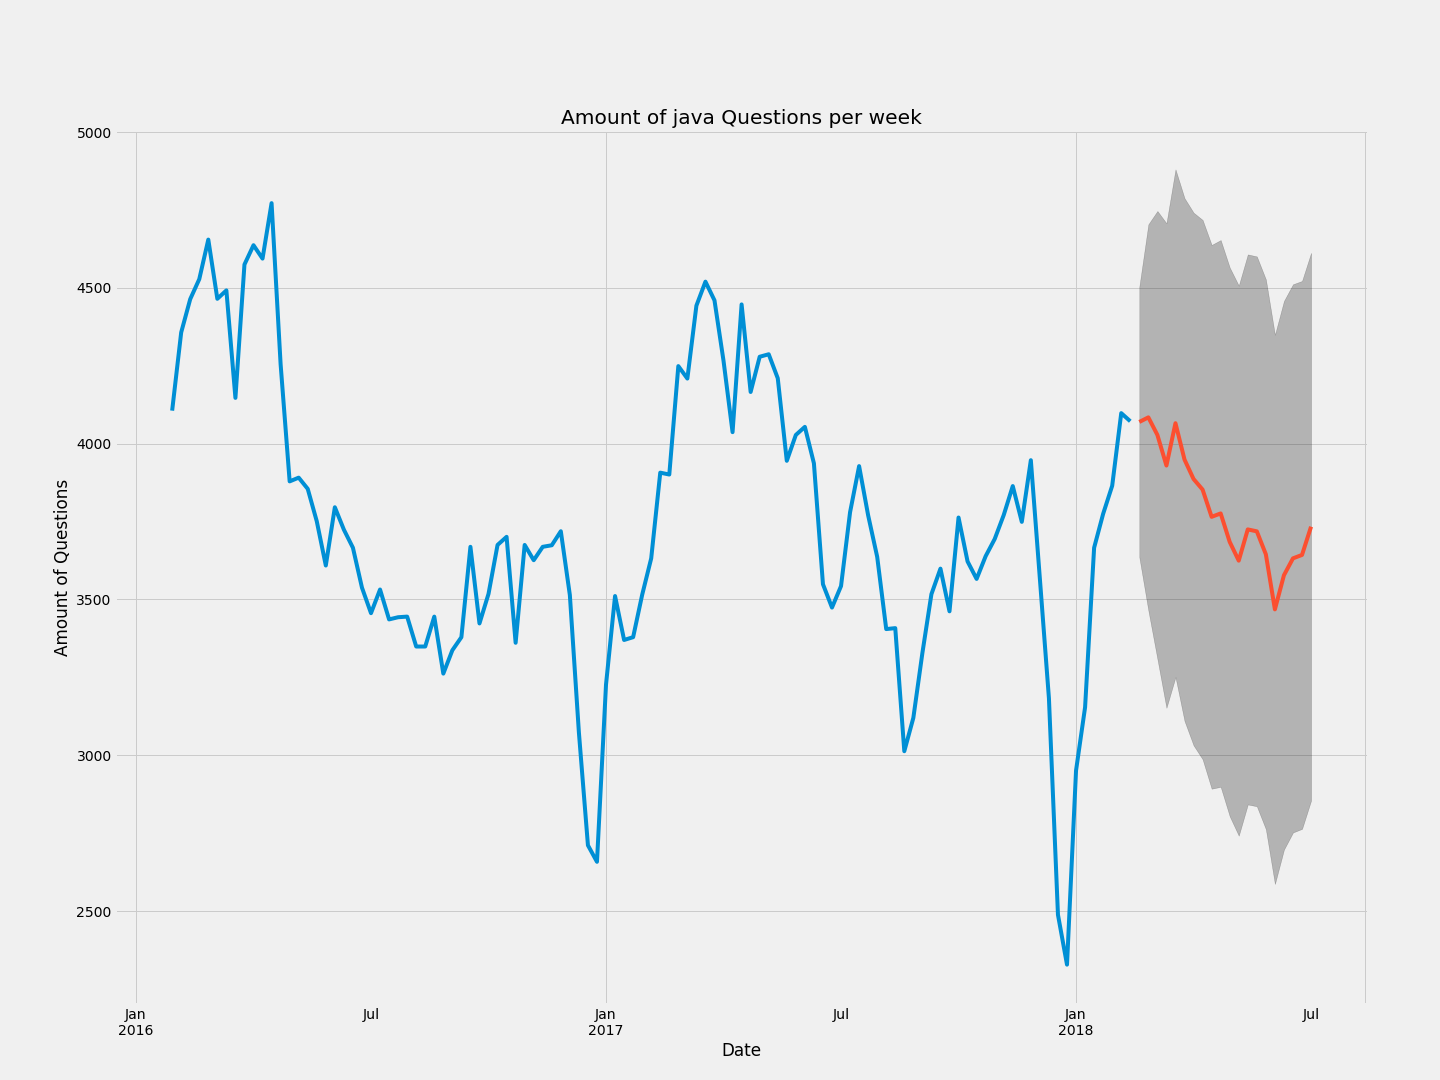 Amount of java Questions per week
Amount of Questions
5000
4500
4000
3500
3000
2500
Jan
2016
Jul
Jan
2017
Jul
Jan
2018
Jul
Date